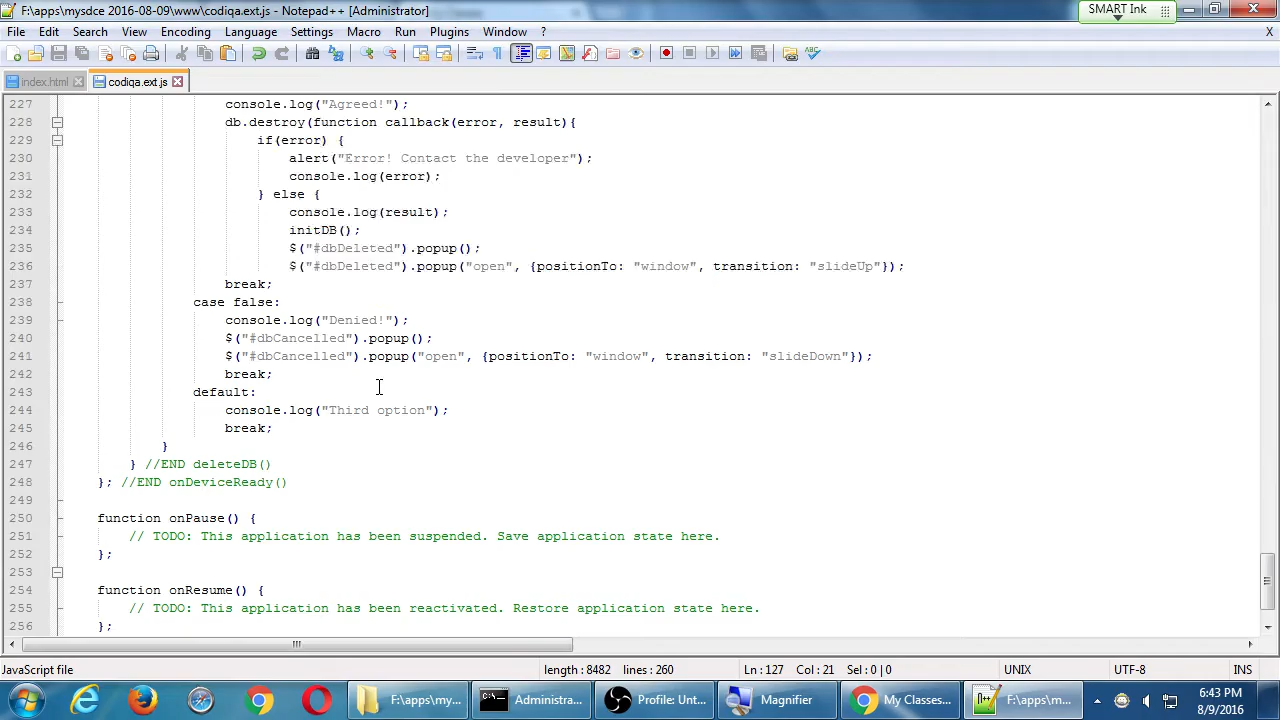 F:\apps\mysdce 2016-08-09\www\codiqa.ext.js - Notepad++ [Administrator]
SMART Ink
File Edit Search View Encoding Language Settings Macro Run Plugins Window ? X
index.html codiqa.ext.js
227 console.log("Agreed!");
228 db.destroy(function callback(error, result){
229 if(error) {
230 alert("Error! Contact the developer");
231 console.log(error);
232 } else {
233 console.log(result);
234 initDB();
235 $("#dbDeleted").popup();
236 $("#dbDeleted").popup("open", {positionTo: "window", transition: "slideUp"});
237 break;
238 case false:
239 console.log("Denied!");
240 $("#dbCancelled").popup();
241 $("#dbCancelled").popup("open", {positionTo: "window", transition: "slideDown"});
242 break;
243 default:
244 console.log("Third option");
245 break;
246 }
247 } //END deleteDB()
248 }; //END onDeviceReady()
249
250 function onPause() {
251 // TODO: This application has been suspended. Save application state here.
252 };
253
254 function onResume() {
255 // TODO: This application has been reactivated. Restore application state here.
256 };
JavaScript file length : 8482 lines : 260 Ln : 127 Col : 21 Sel : 0 | 0 UNIX UTF-8 INS
F:\apps\my... Administra... Profile: Unt... Magnifier My Classes... F:\apps\m... 6:43 PM
8/9/2016